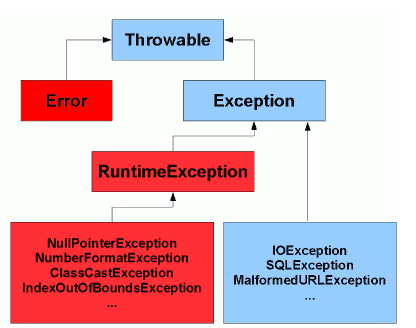 Throwable
Error
Exception
RuntimeException
NullPointerException
NumberFormatException
ClassCastException
IndexOutOfBoundsException
...
IOException
SQLException
MalformedURLException
...